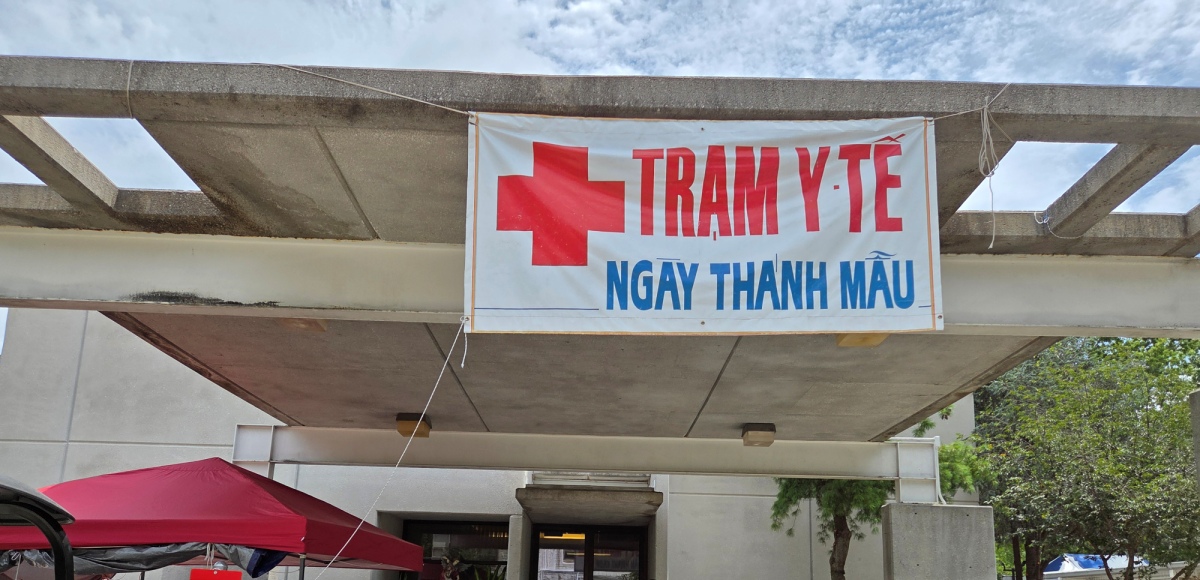 TRẠM Y-TẾ
NGÀY THÁNH MẪU